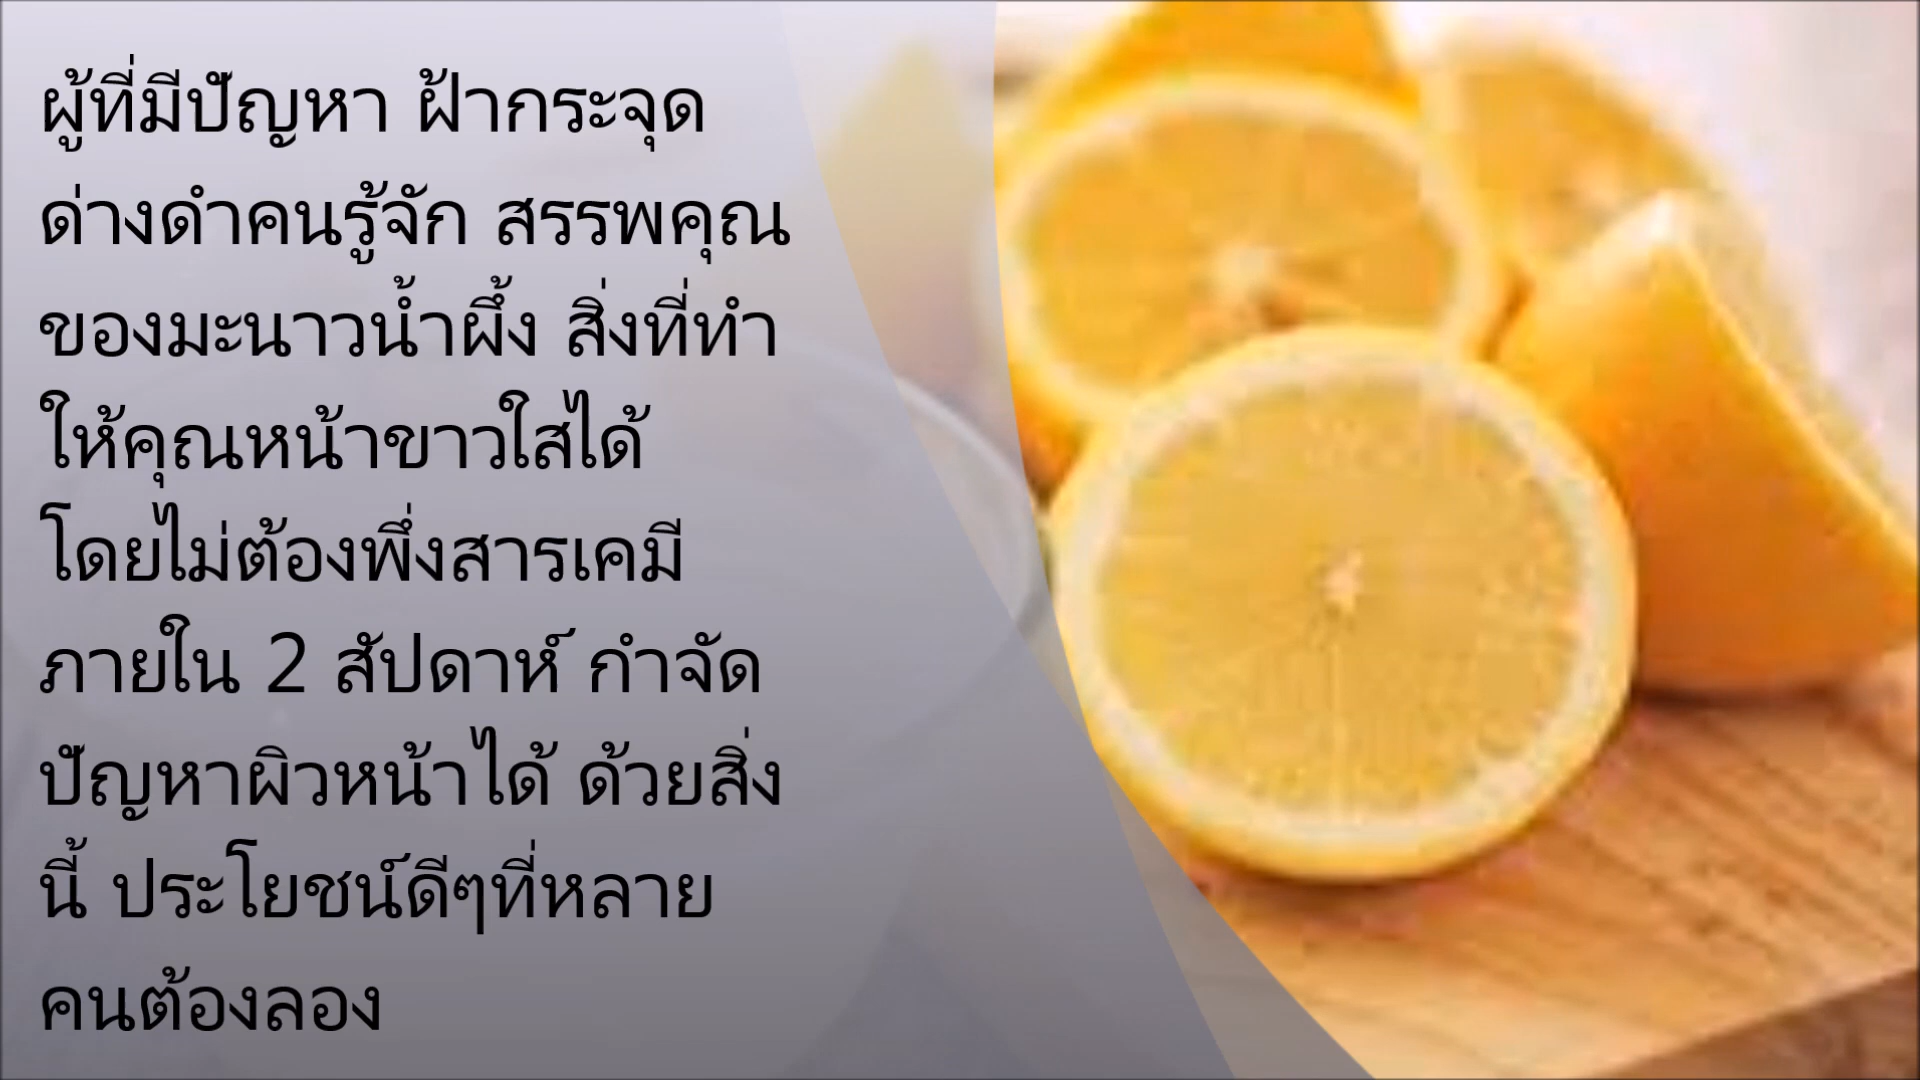 ผู้ที่มีปัญหา ฝ้ากระจุด
ด่างดำคนรู้จัก สรรพคุณ
ของมะนาวน้ำผึ้ง สิ่งที่ทำ
ให้คุณหน้าขาวใสได้
โดยไม่ต้องพึ่งสารเคมี
ภายใน 2 สัปดาห์ กำจัด
ปัญหาผิวหน้าได้ ด้วยสิ่ง
นี้ ประโยชน์ดีๆที่หลาย
คนต้องลอง